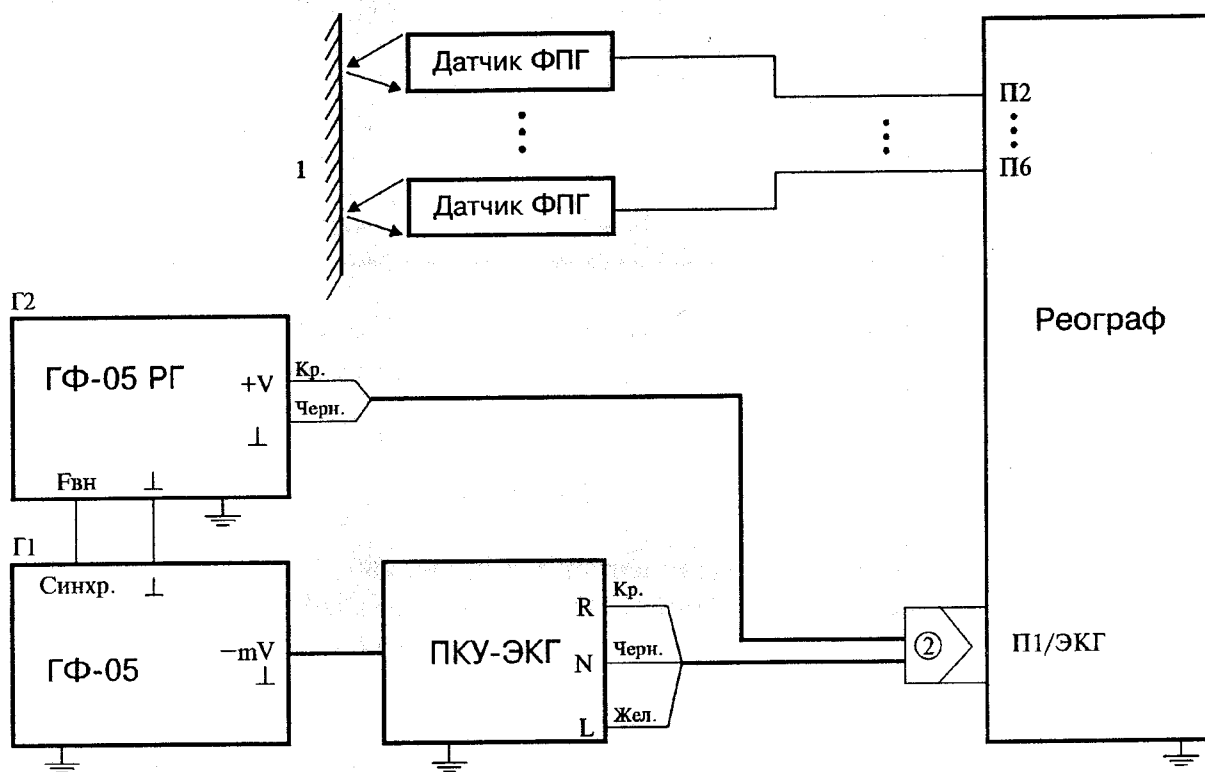 Датчик ФПГ
П2
1
П6
Датчик ФПГ
Г2
Реограф
ГФ-05 РГ
+V
Кр.
Черн.
⊥
Fвн
⊥
Г1
Синхр.
⊥
Кр.
R
ГФ-05
−mV
⊥
ПКУ-ЭКГ
Черн.
N
2
П1/ЭКГ
Жел.
L